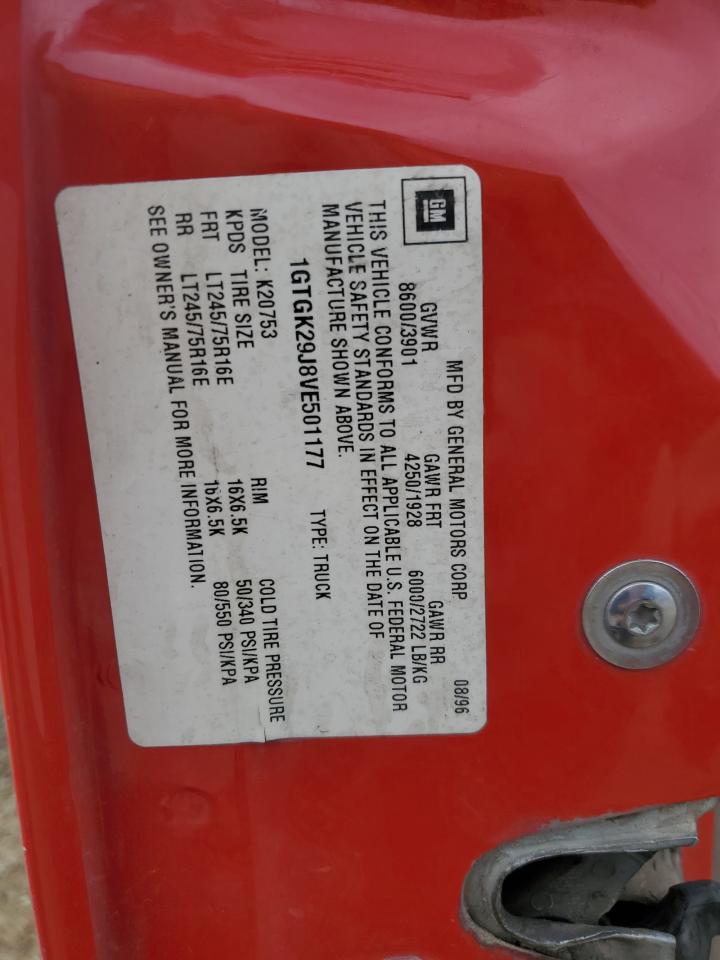 GM
MFD BY GENERAL MOTORS CORP 08/96
GVWR GAWR FRT GAWR RR
8600/3901 4250/1928 6000/2722 LB/KG
THIS VEHICLE CONFORMS TO ALL APPLICABLE U.S. FEDERAL MOTOR
VEHICLE SAFETY STANDARDS IN EFFECT ON THE DATE OF
MANUFACTURE SHOWN ABOVE.
1GTGK29J8VE501177 TYPE: TRUCK
MODEL: K20753
KPDS TIRE SIZE RIM COLD TIRE PRESSURE
FRT LT245/75R16E 16X6.5K 50/340 PSI/KPA
RR LT245/75R16E 16X6.5K 80/550 PSI/KPA
SEE OWNER'S MANUAL FOR MORE INFORMATION.